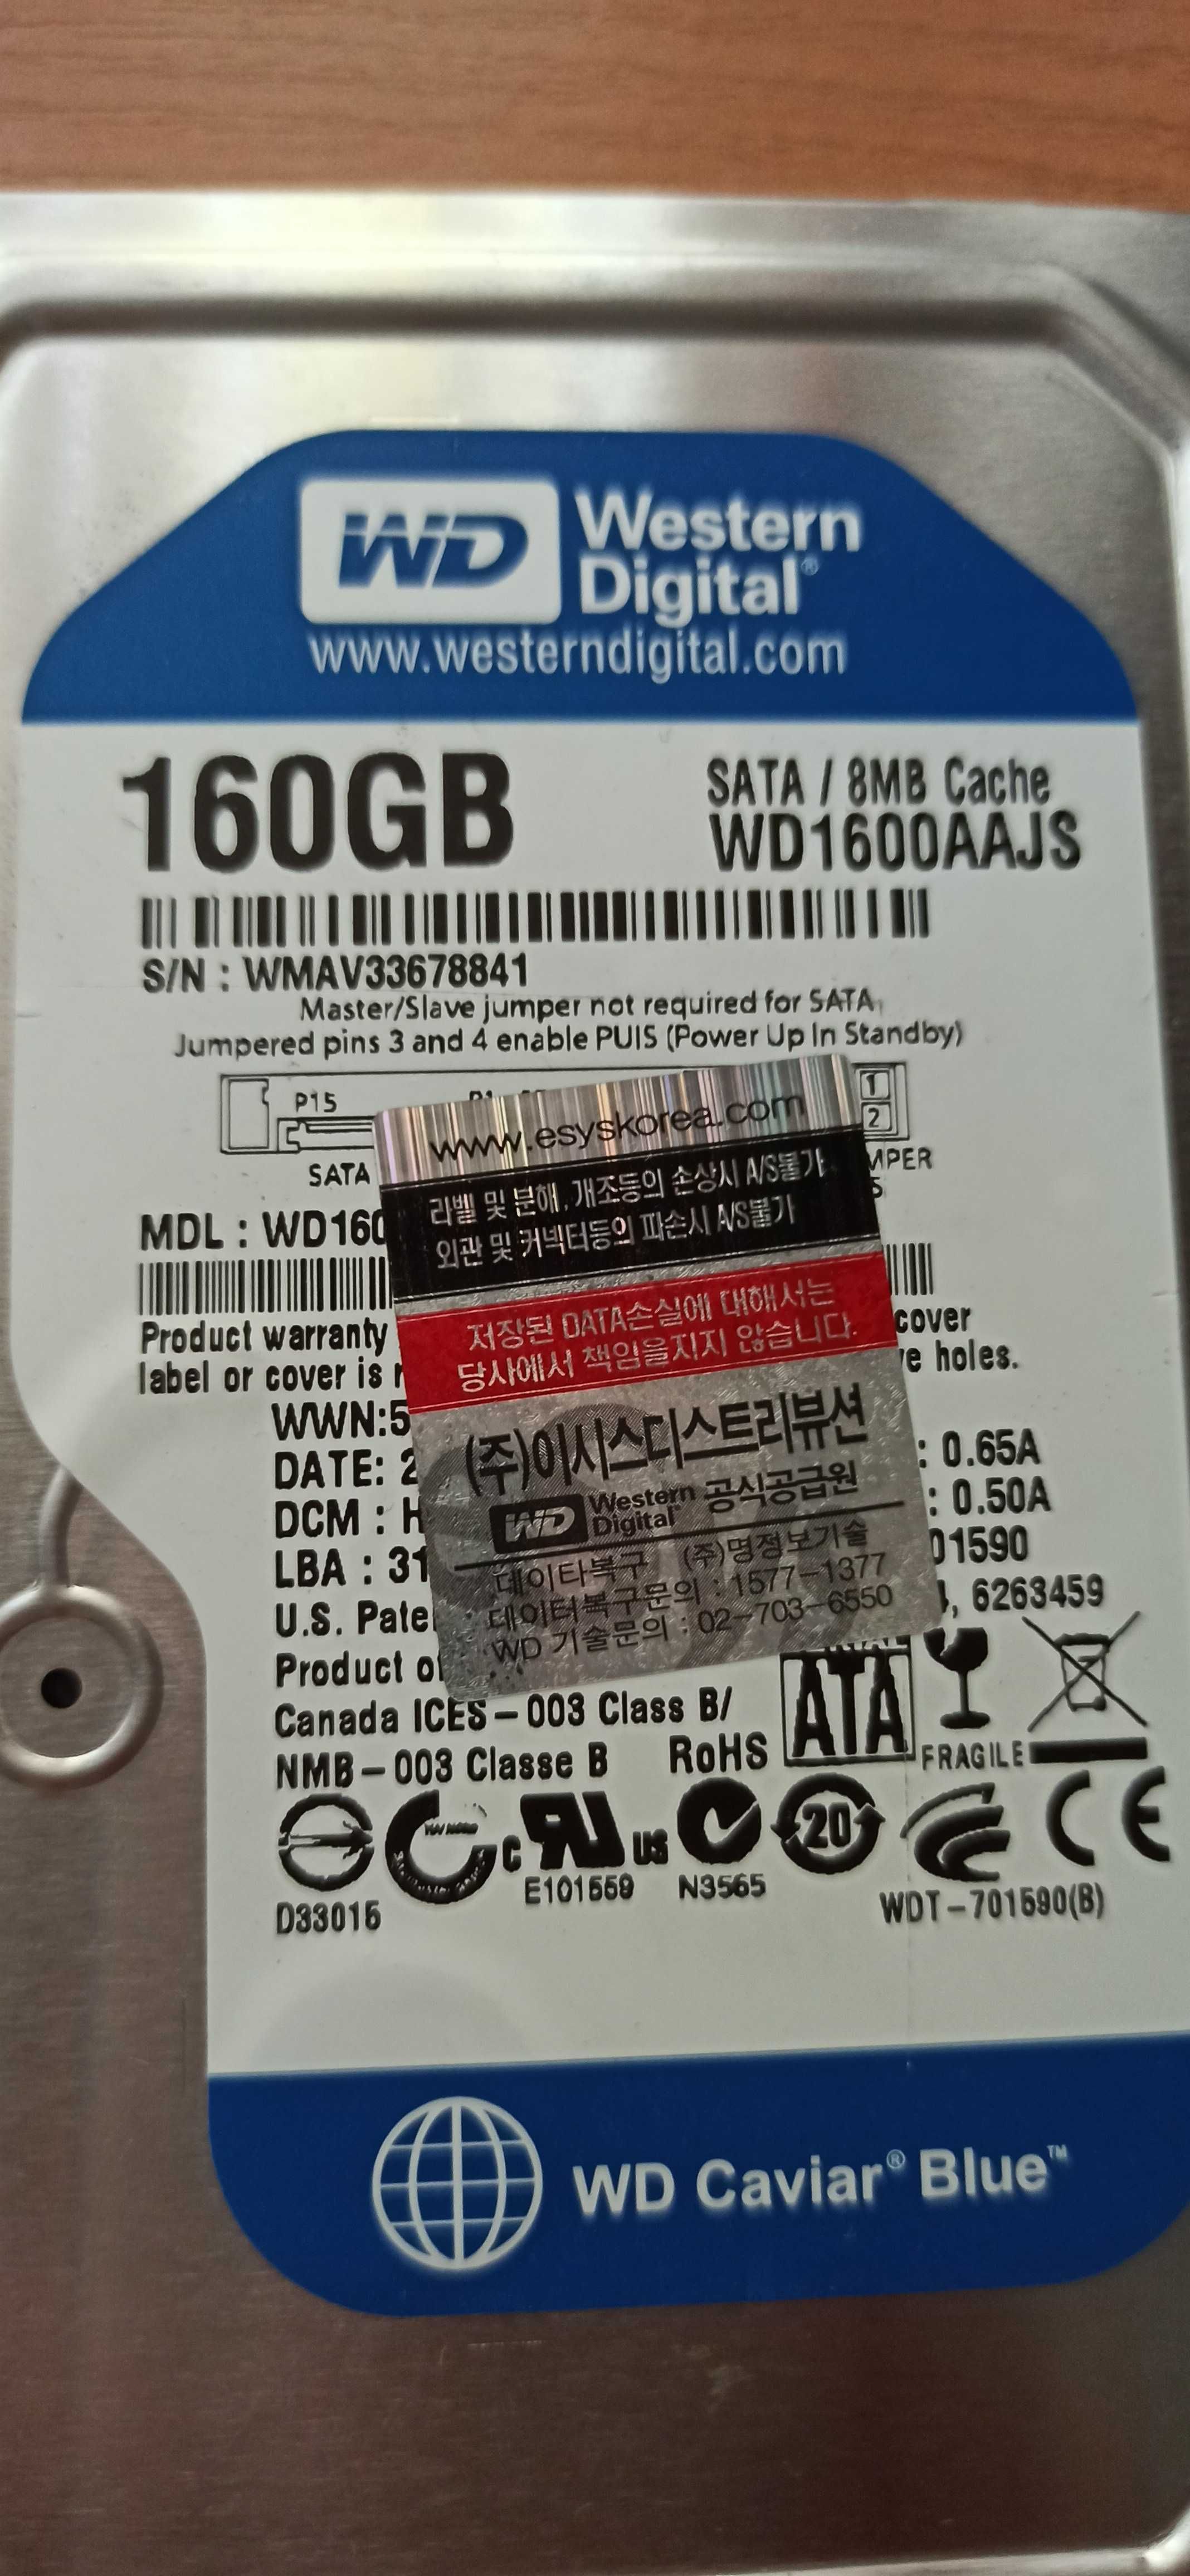 WD Western
Digital®
www.westerndigital.com
160GB
SATA / 8MB Cache
WD1600AAJS
S/N : WMAV33678841
Master/Slave jumper not required for SATA.
Jumpered pins 3 and 4 enable PUIS (Power Up In Standby)
P15
1
2
SATA
MDL : WD160
Product warranty
cover
label or cover is
holes.
WWN:5
DATE: 2
: 0.65A
DCM : H
: 0.50A
LBA : 31
01590
U.S. Pate
, 6263459
Product of
www.esyskorea.com
라벨 및 분해, 개조등의 손상시 A/S불가
외관 및 커넥터등의 파손시 A/S불가
저장된 DATA손실에 대해서는
당사에서 책임을지지 않습니다.
(주)이시스디스트리뷰션
WD Western Digital 공식공급원
데이타복구 (주)명정보기술
데이터복구문의 : 1577-1377
WD 기술문의 : 02-703-6550
Canada ICES-003 Class B/
NMB-003 Classe B
RoHS
ATA
FRAGILE
TUV NORD
C UL US
20
CE
D33015
E101559
N3565
WDT-701590(B)
WD Caviar® Blue™